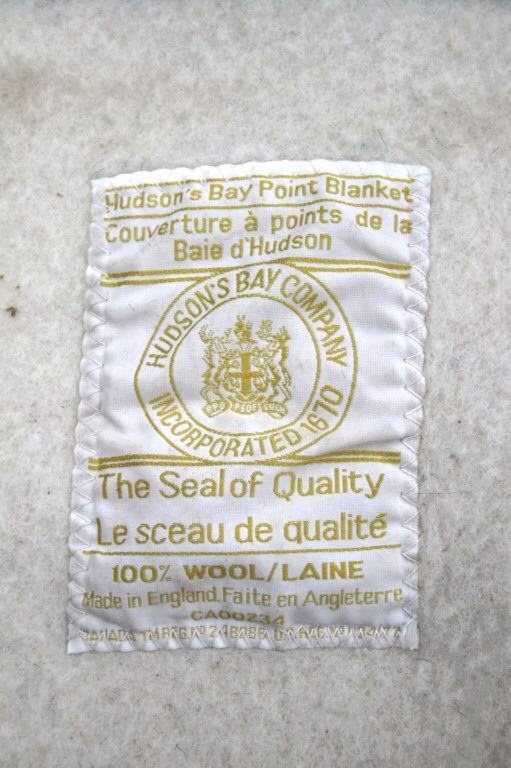 Hudson's Bay Point Blanket
Couverture à points de la
Baie d'Hudson
HUDSON'S BAY COMPANY
INCORPORATED 1670
The Seal of Quality
Le sceau de qualité
100% WOOL/LAINE
Made in England. Faite en Angleterre
CA00234